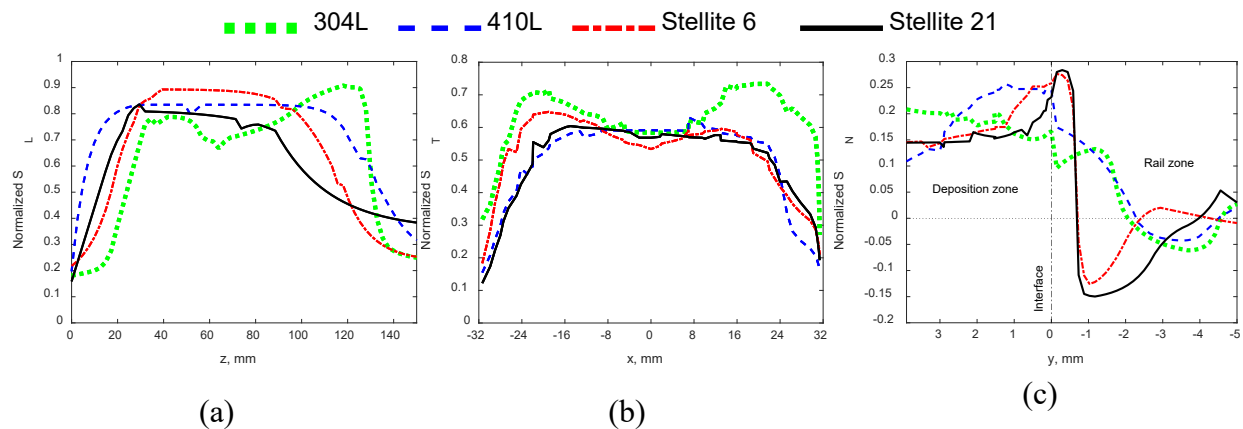 304L 410L Stellite 6 Stellite 21
1
0.9
0.8
0.7
0.6
0.5
0.4
0.3
0.2
0.1
0
Normalized S
L
0 20 40 60 80 100 120 140
z, mm
(a)
0.8
0.7
0.6
0.5
0.4
0.3
0.2
0.1
0
Normalized S
T
-32 -24 -16 -8 0 8 16 24 32
x, mm
(b)
0.3
0.25
0.2
0.15
0.1
0.05
0
-0.05
-0.1
-0.15
-0.2
Normalized S
N
Rail zone
Deposition zone
Interface
3 2 1 0 -1 -2 -3 -4 -5
y, mm
(c)